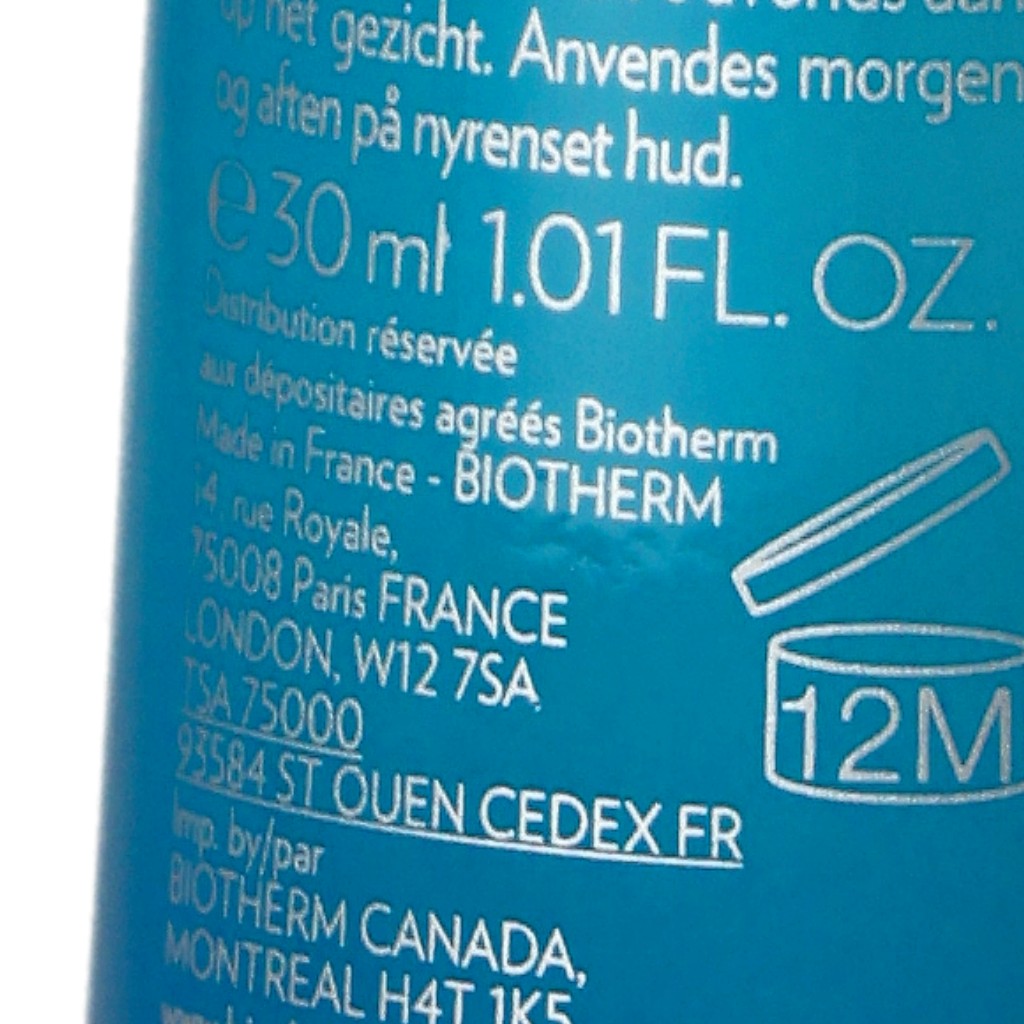 op het gezicht. Anvendes morgen
og aften på nyrenset hud.
℮ 30 ml 1.01 FL. OZ.
Distribution réservée
aux dépositaires agréés Biotherm
Made in France - BIOTHERM
14, rue Royale,
75008 Paris FRANCE
LONDON, W12 7SA
TSA 75000
93584 ST OUEN CEDEX FR
Imp. by/par
BIOTHERM CANADA,
MONTREAL H4T 1K5
12M